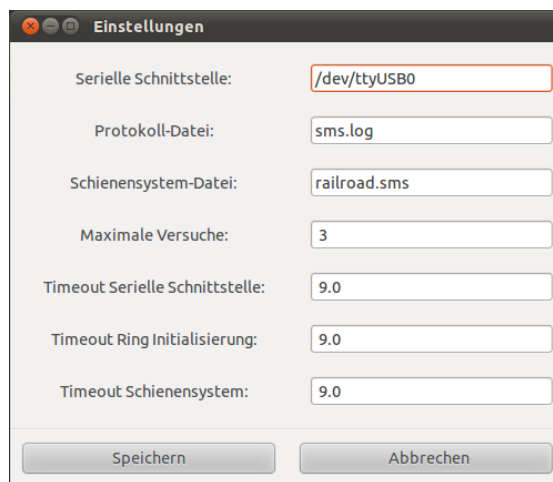 Einstellungen
Serielle Schnittstelle: /dev/ttyUSB0
Protokoll-Datei: sms.log
Schienensystem-Datei: railroad.sms
Maximale Versuche: 3
Timeout Serielle Schnittstelle: 9.0
Timeout Ring Initialisierung: 9.0
Timeout Schienensystem: 9.0
Speichern Abbrechen